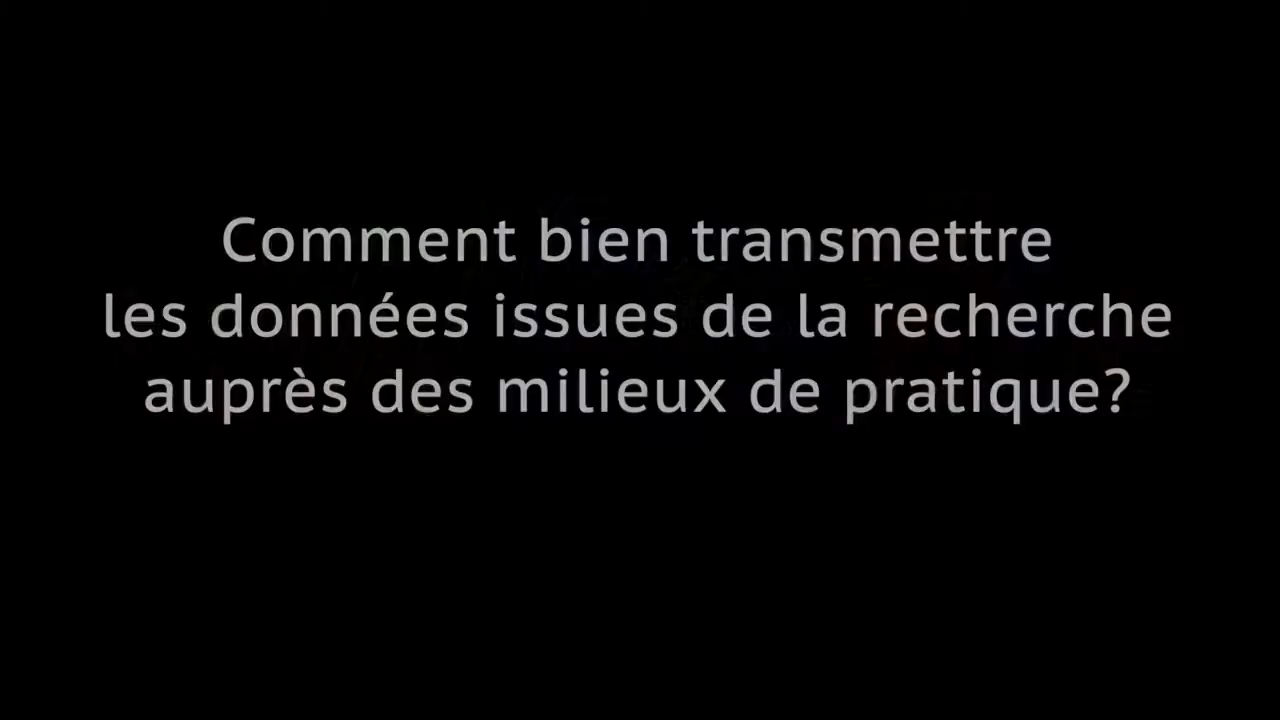 Comment bien transmettre
les données issues de la recherche
auprès des milieux de pratique?